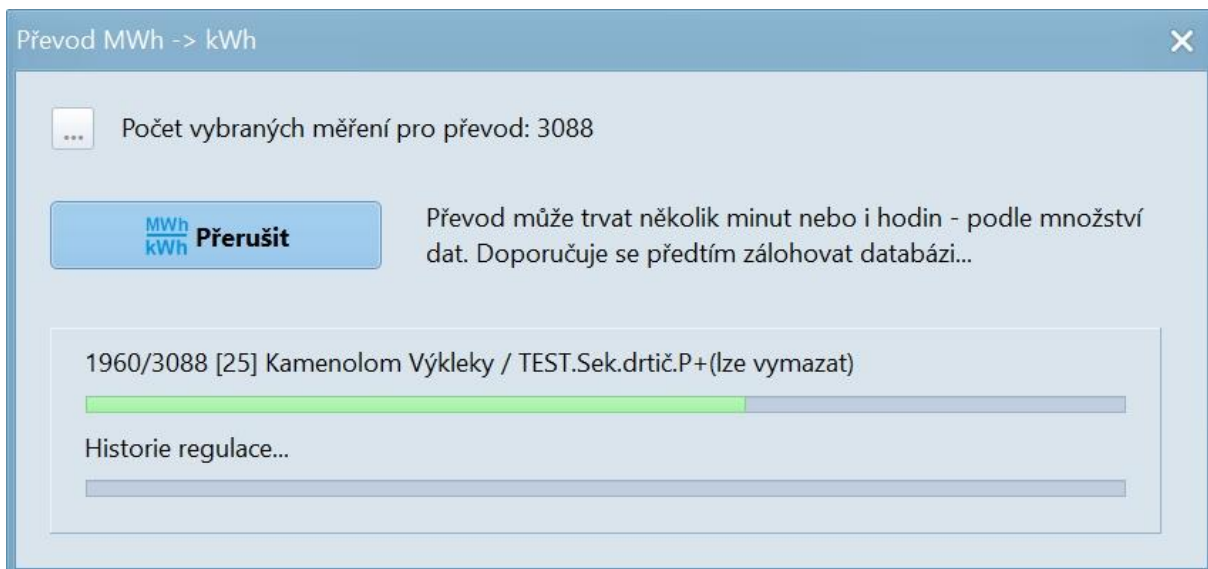 Převod MWh -> kWh
...
Počet vybraných měření pro převod: 3088
MWh
kWh
Přerušit
Převod může trvat několik minut nebo i hodin - podle množství
dat. Doporučuje se předtím zálohovat databázi...
1960/3088 [25] Kamenolom Výkleky / TEST.Sek.drtič.P+(lze vymazat)
Historie regulace...